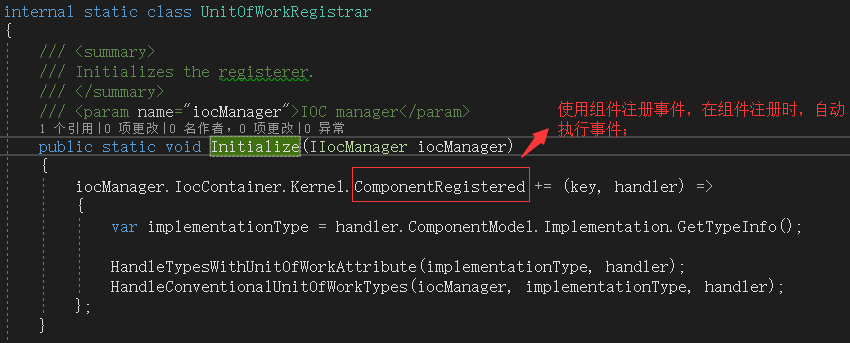 internal static class UnitOfWorkRegistrar
{
/// <summary>
/// Initializes the registerer.
/// </summary>
/// <param name="iocManager">IOC manager</param>
1 个引用|0 项更改|0 名作者, 0 项更改|0 异常
public static void Initialize(IIocManager iocManager)
{
iocManager.IocContainer.Kernel.ComponentRegistered += (key, handler) =>
{
var implementationType = handler.ComponentModel.Implementation.GetTypeInfo();
HandleTypesWithUnitOfWorkAttribute(implementationType, handler);
HandleConventionalUnitOfWorkTypes(iocManager, implementationType, handler);
};
}
使用组件注册事件，在组件注册时，自动
执行事件；